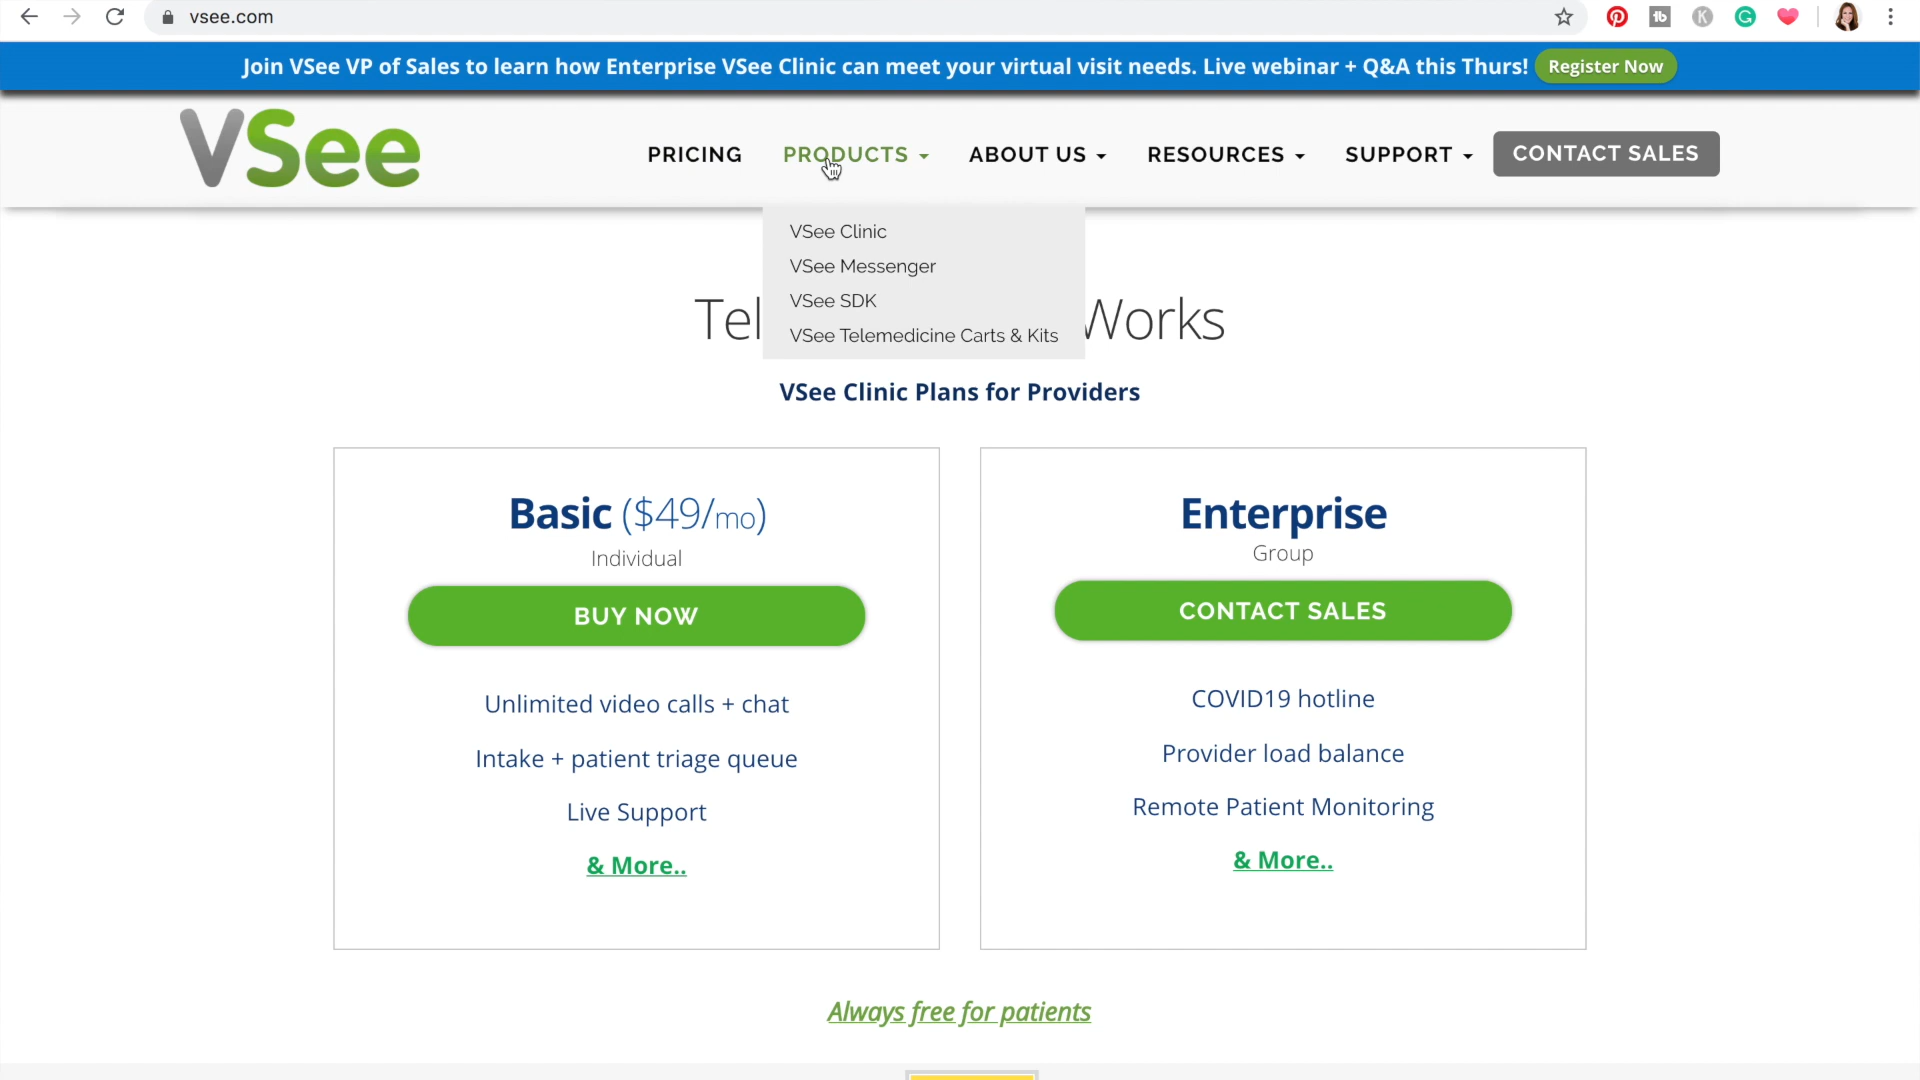 vsee.com
Join VSee VP of Sales to learn how Enterprise VSee Clinic can meet your virtual visit needs. Live webinar + Q&A this Thurs! Register Now
VSee
PRICING PRODUCTS ABOUT US RESOURCES SUPPORT CONTACT SALES
VSee Clinic
VSee Messenger
VSee SDK
VSee Telemedicine Carts & Kits
Tel Works
VSee Clinic Plans for Providers
Basic ($49/mo)
Individual
BUY NOW
Unlimited video calls + chat
Intake + patient triage queue
Live Support
& More..
Enterprise
Group
CONTACT SALES
COVID19 hotline
Provider load balance
Remote Patient Monitoring
& More..
Always free for patients